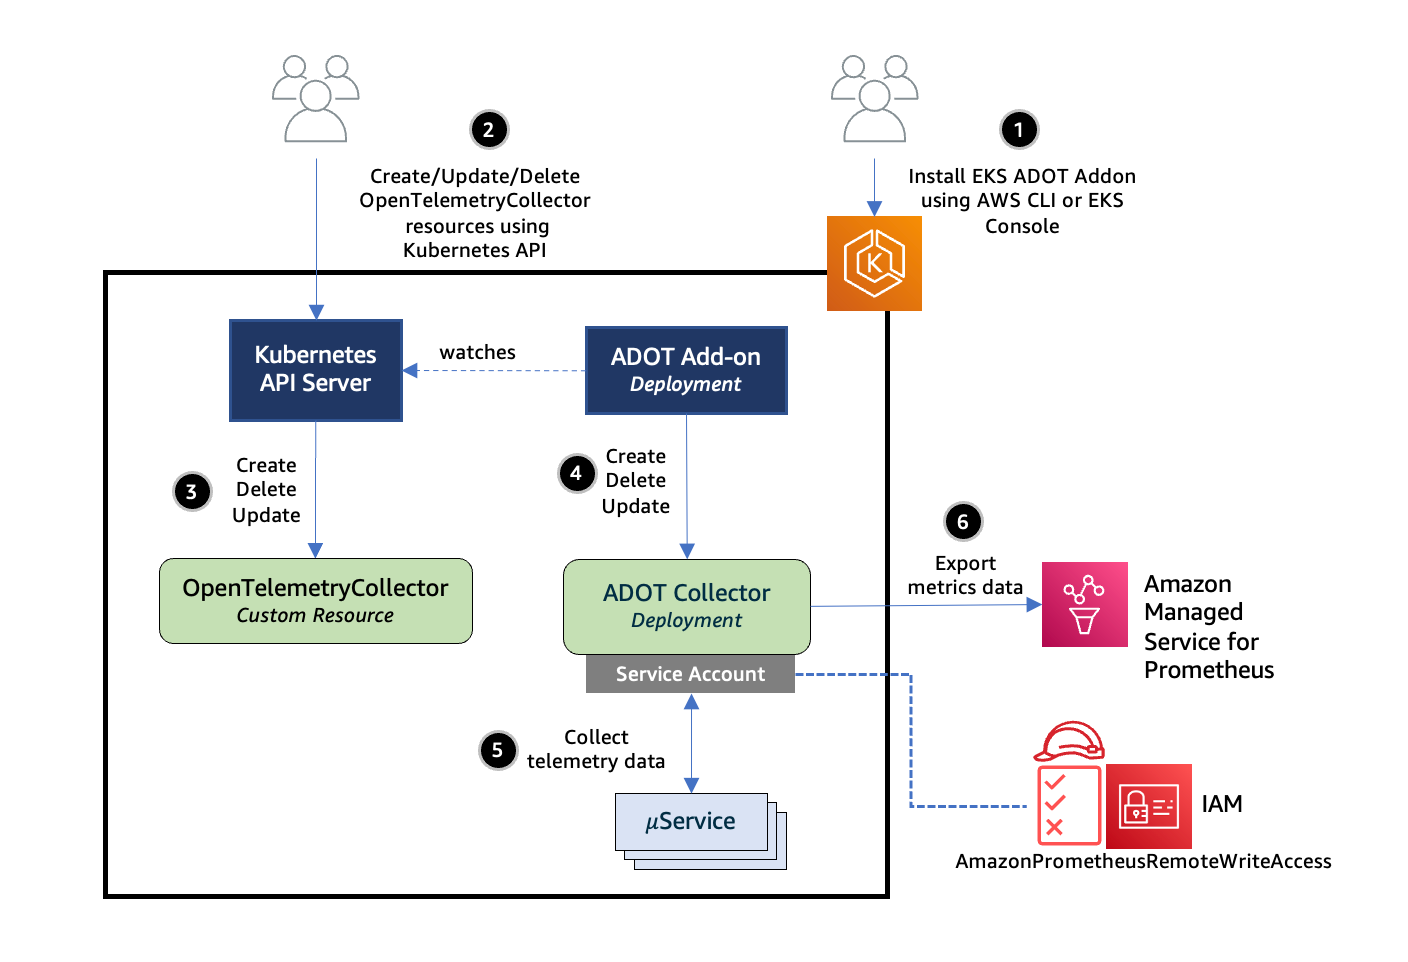 2
Create/Update/Delete
OpenTelemetryCollector
resources using
Kubernetes API
1
Install EKS ADOT Addon
using AWS CLI or EKS
Console
K
Kubernetes
API Server
watches
ADOT Add-on
Deployment
3
Create
Delete
Update
4
Create
Delete
Update
OpenTelemetryCollector
Custom Resource
ADOT Collector
Deployment
Service Account
6
Export
metrics data
Amazon
Managed
Service for
Prometheus
5
Collect
telemetry data
µService
IAM
AmazonPrometheusRemoteWriteAccess